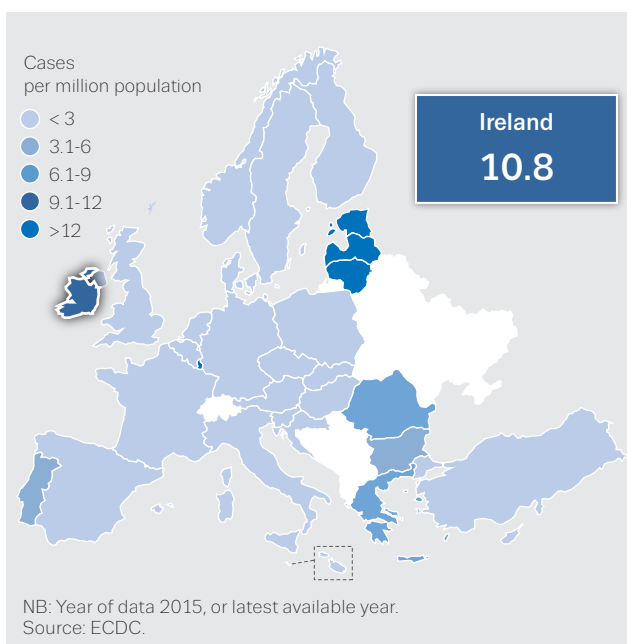 Cases
per million population
< 3
3.1-6
6.1-9
9.1-12
>12
Ireland
10.8
NB: Year of data 2015, or latest available year.
Source: ECDC.